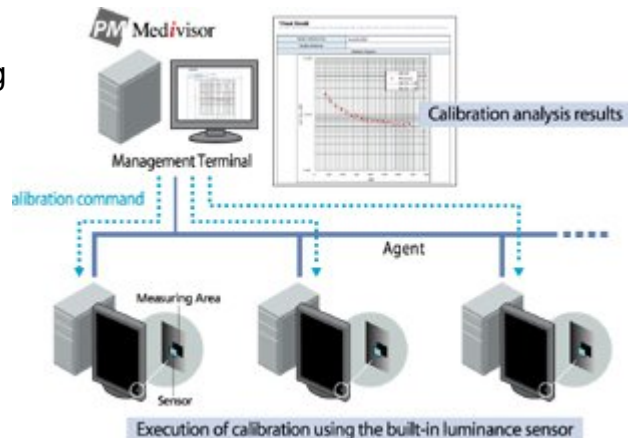 g
PM Medivisor
Calibration analysis results
Management Terminal
alibration command
Agent
Measuring Area
Sensor
Execution of calibration using the built-in luminance sensor